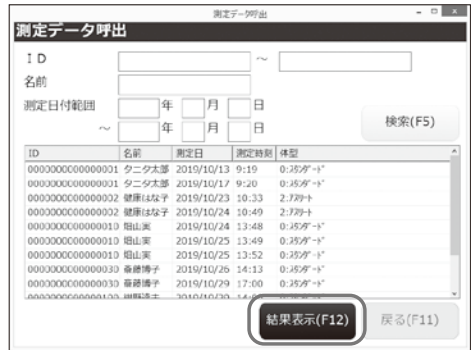 測定データ呼出
測定データ呼出
ID ～
名前
測定日付範囲 年 月 日
～ 年 月 日
検索(F5)
ID 名前 測定日 測定時刻 体型
0000000000000001 タニタ太郎 2019/10/13 9:19 0:ｽﾀﾝﾀﾞｰﾄﾞ
0000000000000001 タニタ太郎 2019/10/17 9:20 0:ｽﾀﾝﾀﾞｰﾄﾞ
0000000000000002 健康はな子 2019/10/23 10:33 2:ｱｽﾘｰﾄ
0000000000000002 健康はな子 2019/10/24 10:49 2:ｱｽﾘｰﾄ
0000000000000010 畑山実 2019/10/24 13:48 0:ｽﾀﾝﾀﾞｰﾄﾞ
0000000000000010 畑山実 2019/10/25 13:49 0:ｽﾀﾝﾀﾞｰﾄﾞ
0000000000000010 畑山実 2019/10/25 13:52 0:ｽﾀﾝﾀﾞｰﾄﾞ
0000000000000030 斎藤博子 2019/10/26 14:13 0:ｽﾀﾝﾀﾞｰﾄﾞ
0000000000000030 斎藤博子 2019/10/29 17:00 0:ｽﾀﾝﾀﾞｰﾄﾞ
0000000000000100 2019/10/29
結果表示(F12) 戻る(F11)